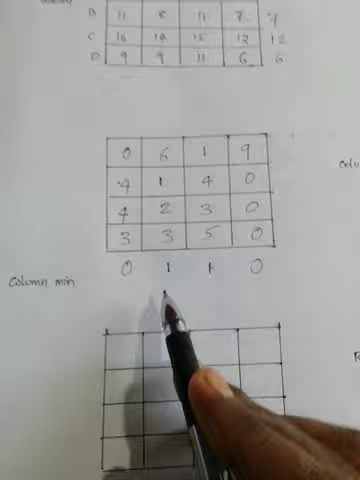 B 11 8 11 7 7
C 16 14 15 12 12
D 9 9 11 6 6
0 6 1 9
4 1 4 0
4 2 3 0
3 3 5 0
Column min 0 1 1 0